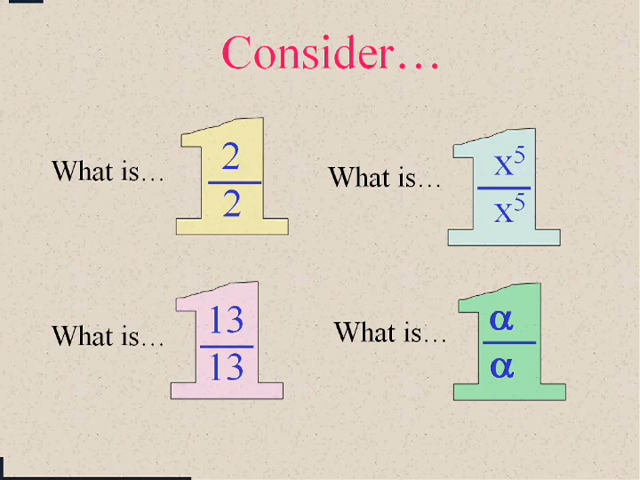 Consider…
What is… 2/2
What is… x⁵/x⁵
What is… 13/13
What is… α/α